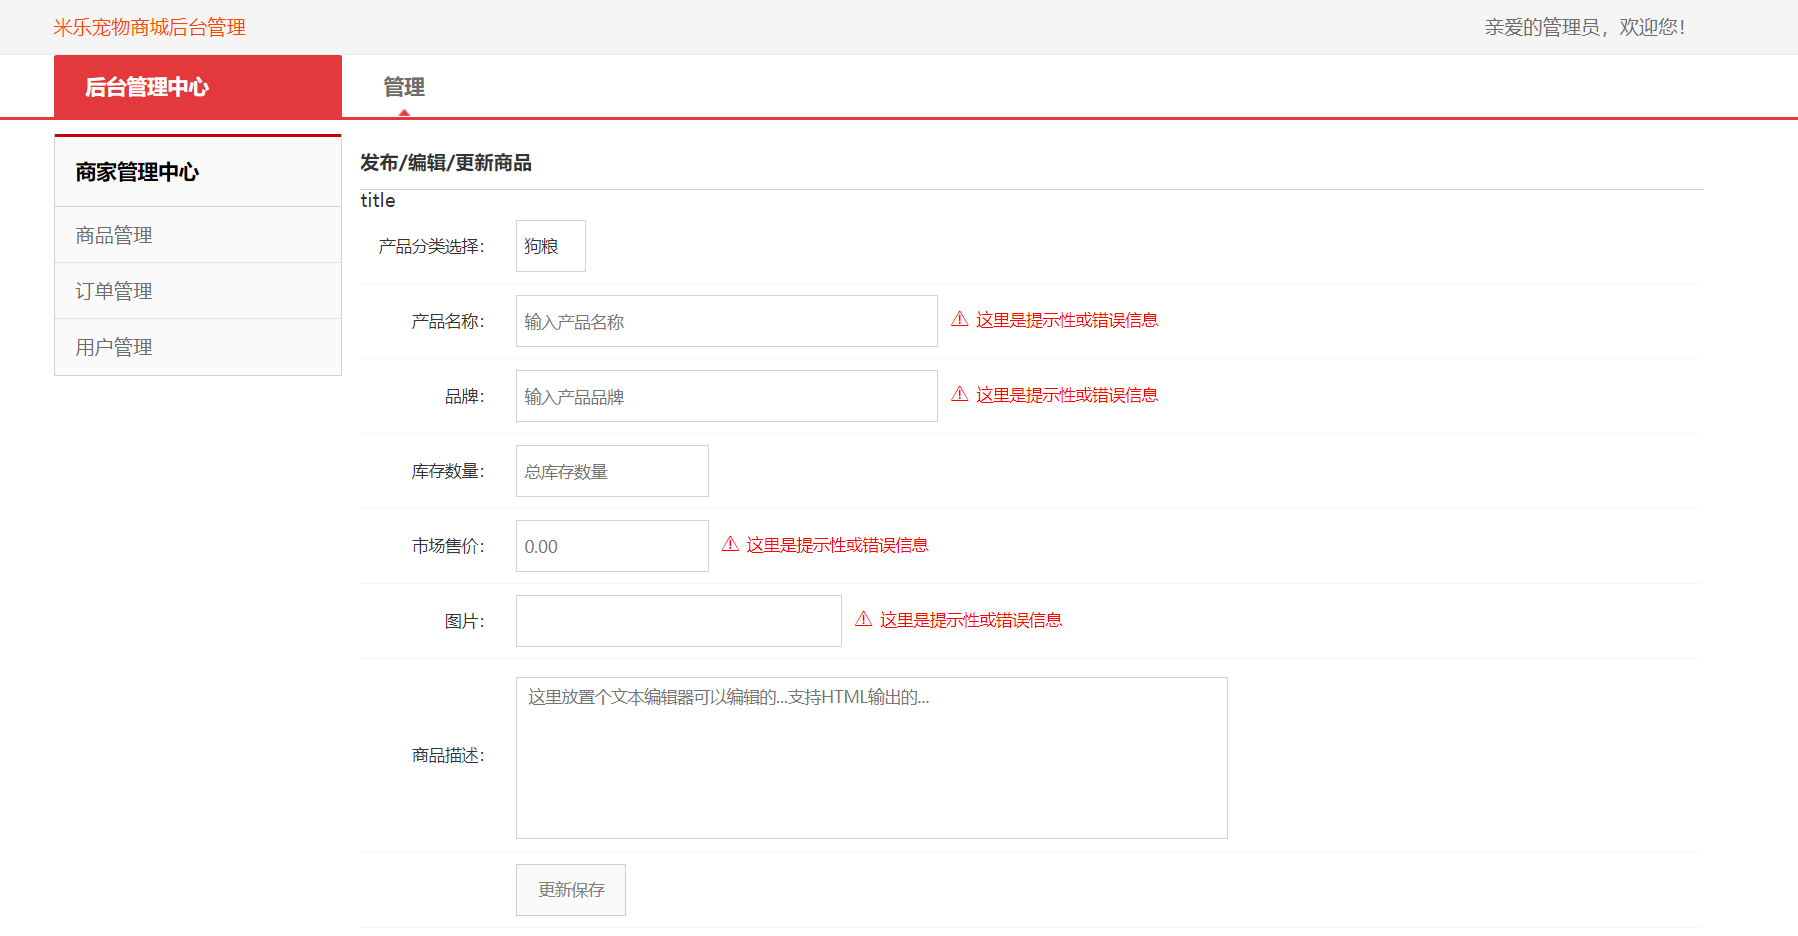 米乐宠物商城后台管理
亲爱的管理员，欢迎您！
后台管理中心
管理
商家管理中心
商品管理
订单管理
用户管理
发布/编辑/更新商品
title
产品分类选择：
狗粮
产品名称：
输入产品名称
⚠ 这里是提示性或错误信息
品牌：
输入产品品牌
⚠ 这里是提示性或错误信息
库存数量：
总库存数量
市场售价：
0.00
⚠ 这里是提示性或错误信息
图片：
⚠ 这里是提示性或错误信息
商品描述：
这里放置个文本编辑器可以编辑的...支持HTML输出的...
更新保存